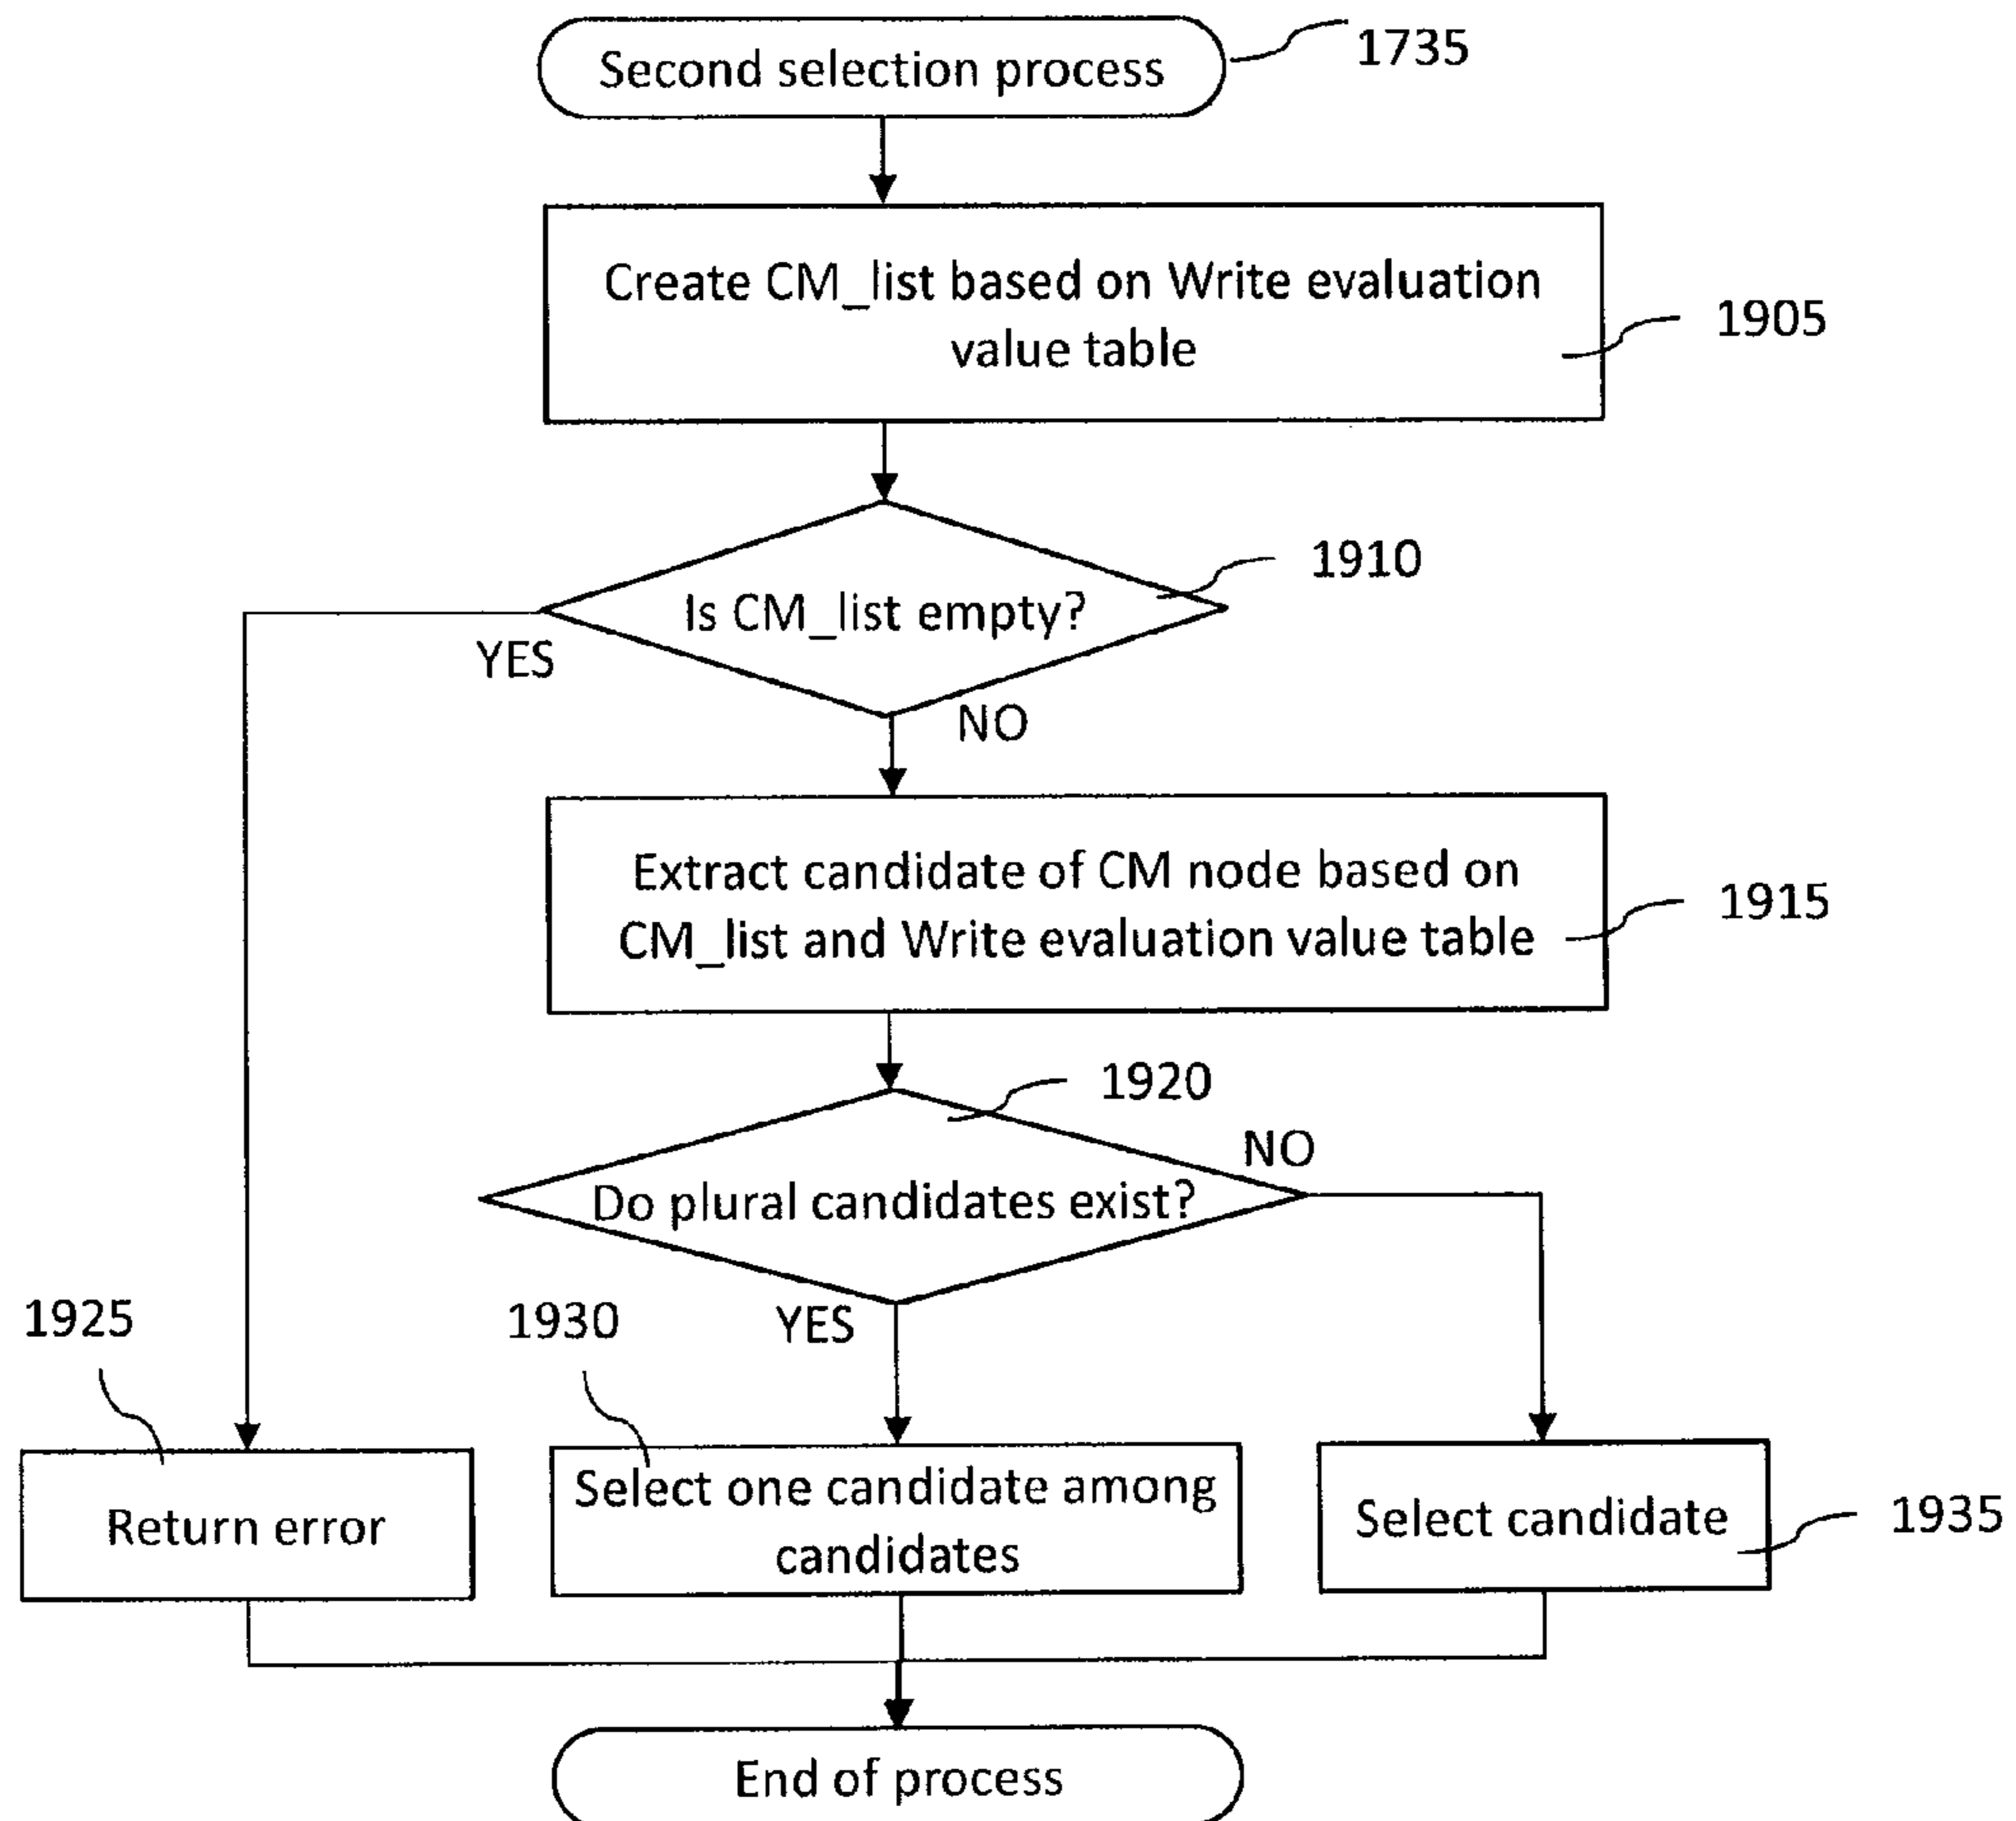 Second selection process
1735
Create CM_list based on Write evaluation
value table
1905
1910
Is CM_list empty?
YES
NO
Extract candidate of CM node based on
CM_list and Write evaluation value table
1915
1920
NO
Do plural candidates exist?
YES
1925
1930
Return error
Select one candidate among
candidates
Select candidate
1935
End of process